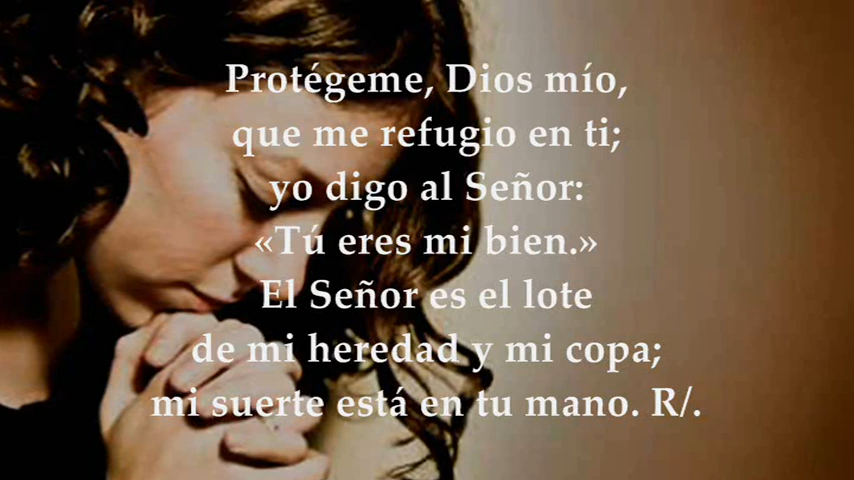 Protégeme, Dios mío,
que me refugio en ti;
yo digo al Señor:
«Tú eres mi bien.»
El Señor es el lote
de mi heredad y mi copa;
mi suerte está en tu mano. R/.